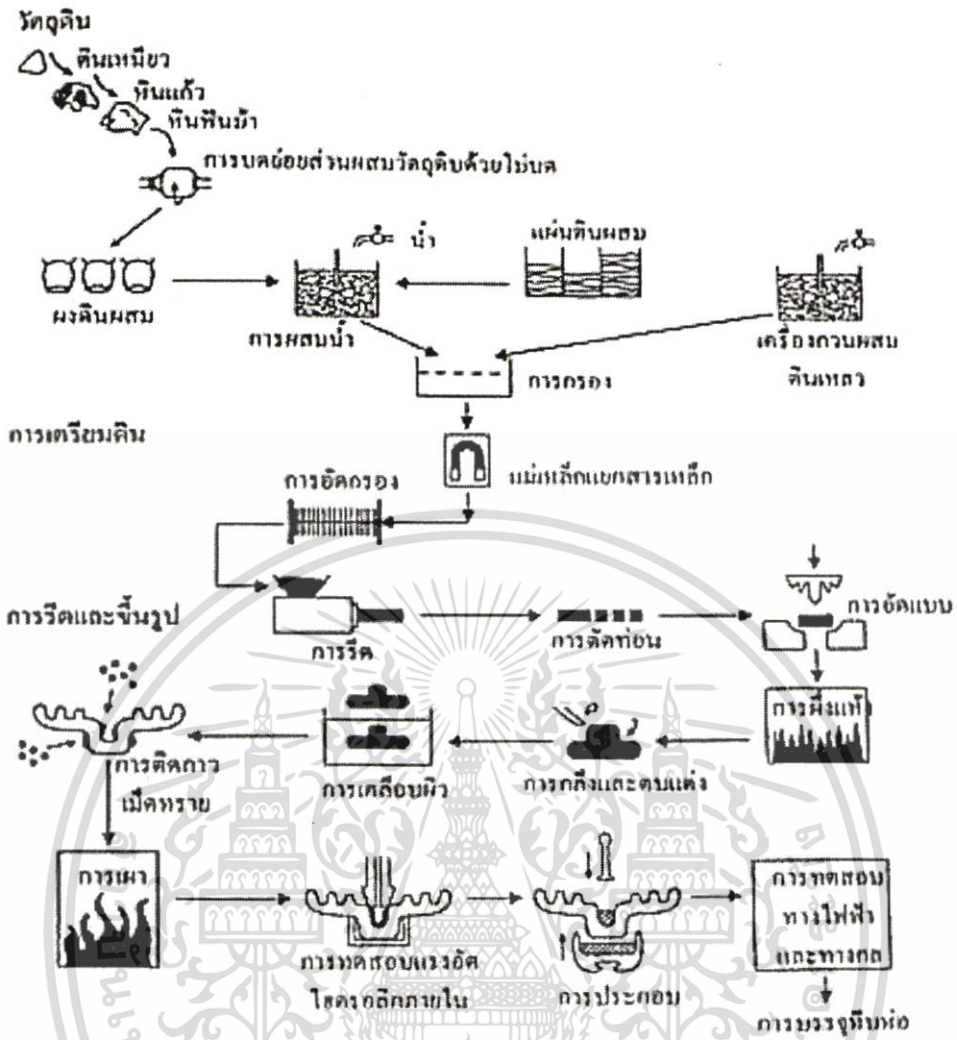 วัตถุดิบ
ดินเหนียว
หินแก้ว
หินฟันม้า
การบดย่อยส่วนผสมวัตถุดิบด้วยโม่บด
น้ำ
แผ่นดินผสม
ผงดินผสม
การผสมน้ำ
เครื่องกวนผสม
ดินเหลว
การกรอง
การเตรียมดิน
แม่เหล็กแยกสารเหล็ก
การอัดกรอง
การรีดและขึ้นรูป
การรีด
การตัดท่อน
การอัดแบบ
การผึ่งแห้ง
การติดกาว
เม็ดทราย
การเคลือบผิว
การกลึงและตบแต่ง
การเผา
การทดสอบแรงอัด
ไฮดรอลิกภายใน
การประกอบ
การทดสอบ
ทางไฟฟ้า
และทางกล
การบรรจุหีบห่อ